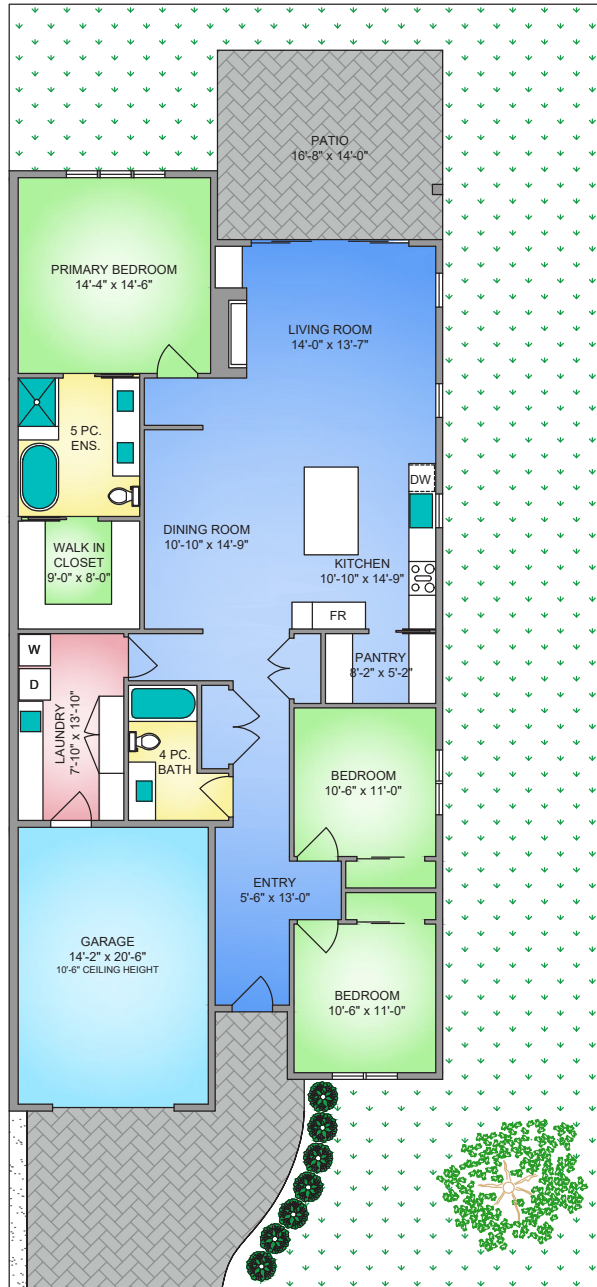 PATIO
16'-8" x 14'-0"
PRIMARY BEDROOM
14'-4" x 14'-6"
LIVING ROOM
14'-0" x 13'-7"
5 PC.
ENS.
DW
DINING ROOM
10'-10" x 14'-9"
WALK IN
CLOSET
9'-0" x 8'-0"
KITCHEN
10'-10" x 14'-9"
FR
W
D
PANTRY
8'-2" x 5'-2"
LAUNDRY
7'-10" x 13'-10"
4 PC.
BATH
BEDROOM
10'-6" x 11'-0"
ENTRY
5'-6" x 13'-0"
GARAGE
14'-2" x 20'-6"
10'-6" CEILING HEIGHT
BEDROOM
10'-6" x 11'-0"